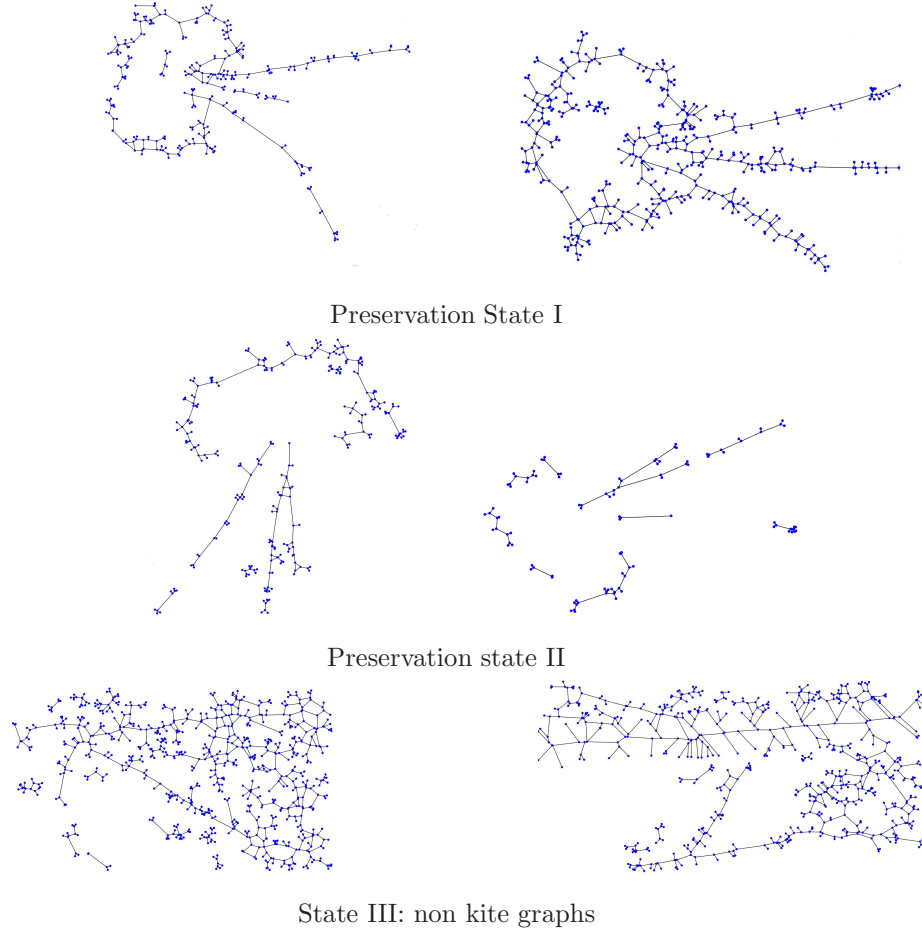 Preservation State I
Preservation state II
State III: non kite graphs